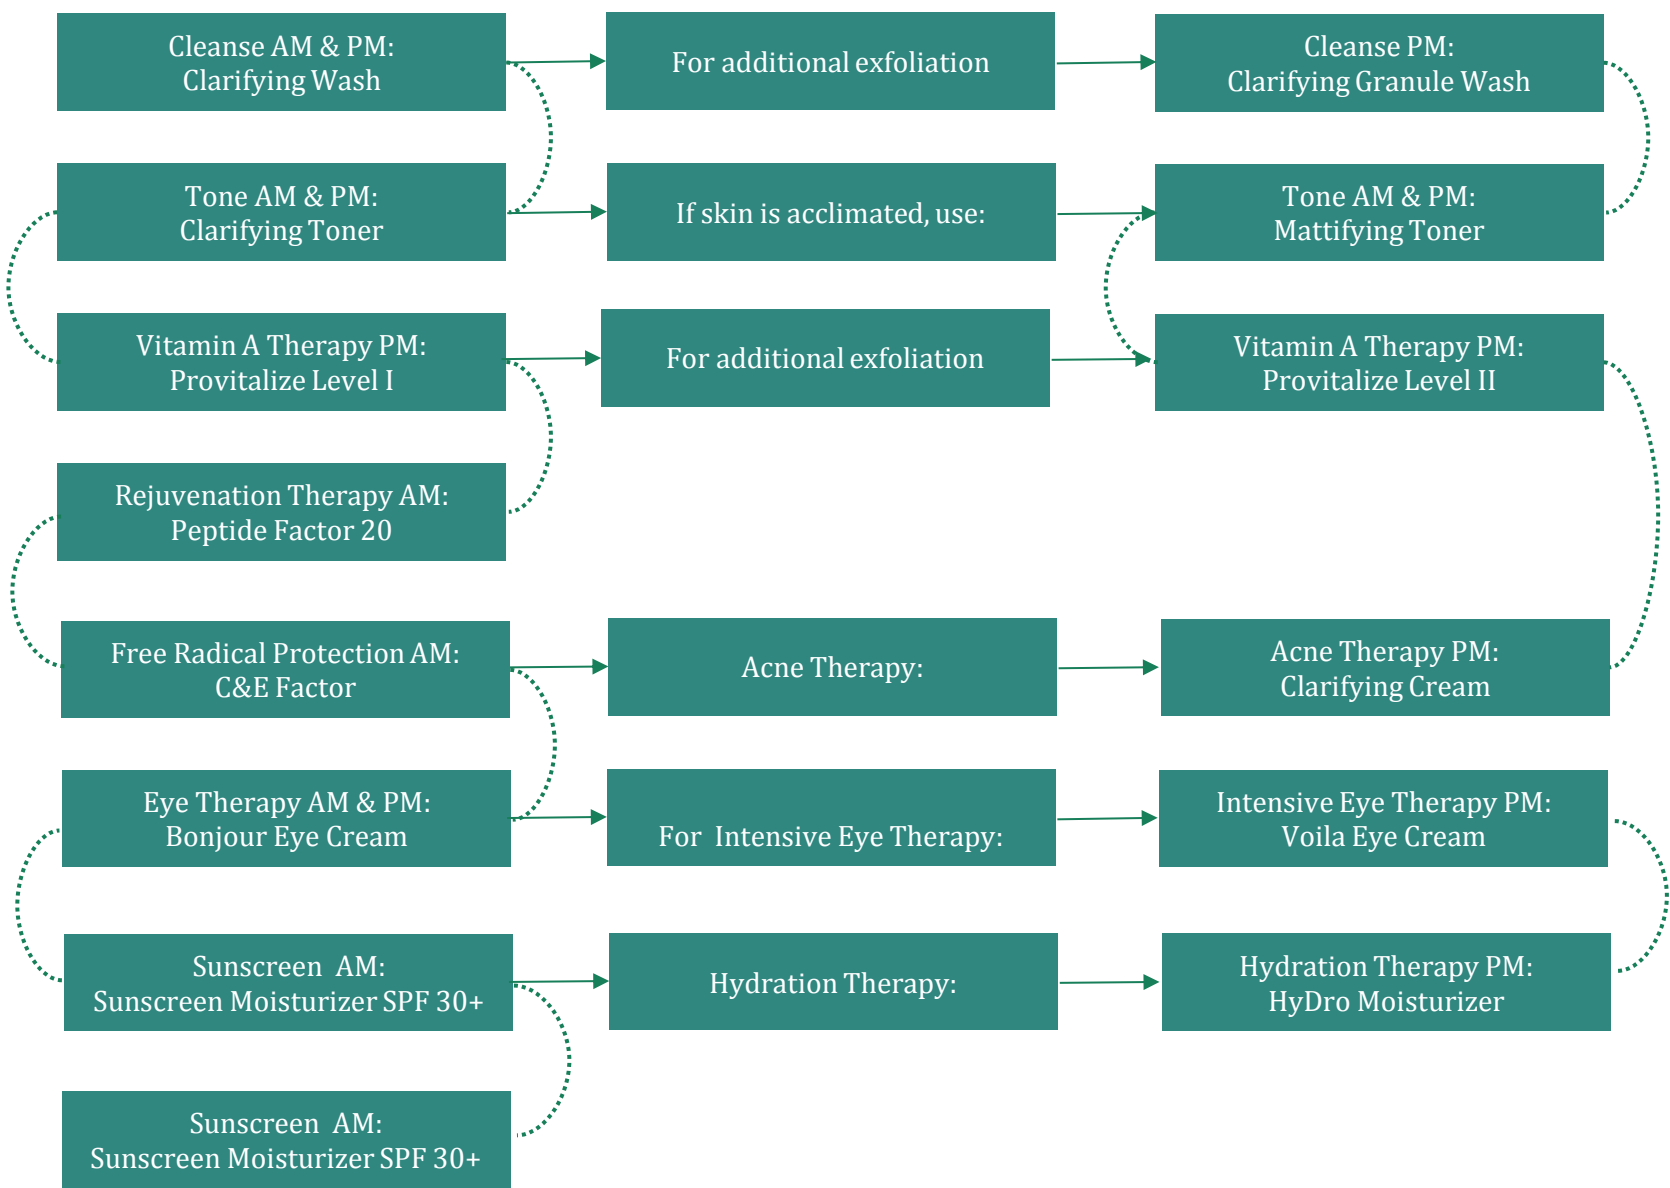 Cleanse AM & PM:
Clarifying Wash
For additional exfoliation
Cleanse PM:
Clarifying Granule Wash
Tone AM & PM:
Clarifying Toner
If skin is acclimated, use:
Tone AM & PM:
Mattifying Toner
Vitamin A Therapy PM:
Provitalize Level I
For additional exfoliation
Vitamin A Therapy PM:
Provitalize Level II
Rejuvenation Therapy AM:
Peptide Factor 20
Free Radical Protection AM:
C&E Factor
Acne Therapy:
Acne Therapy PM:
Clarifying Cream
Eye Therapy AM & PM:
Bonjour Eye Cream
For Intensive Eye Therapy:
Intensive Eye Therapy PM:
Voila Eye Cream
Sunscreen AM:
Sunscreen Moisturizer SPF 30+
Hydration Therapy:
Hydration Therapy PM:
HyDro Moisturizer
Sunscreen AM:
Sunscreen Moisturizer SPF 30+